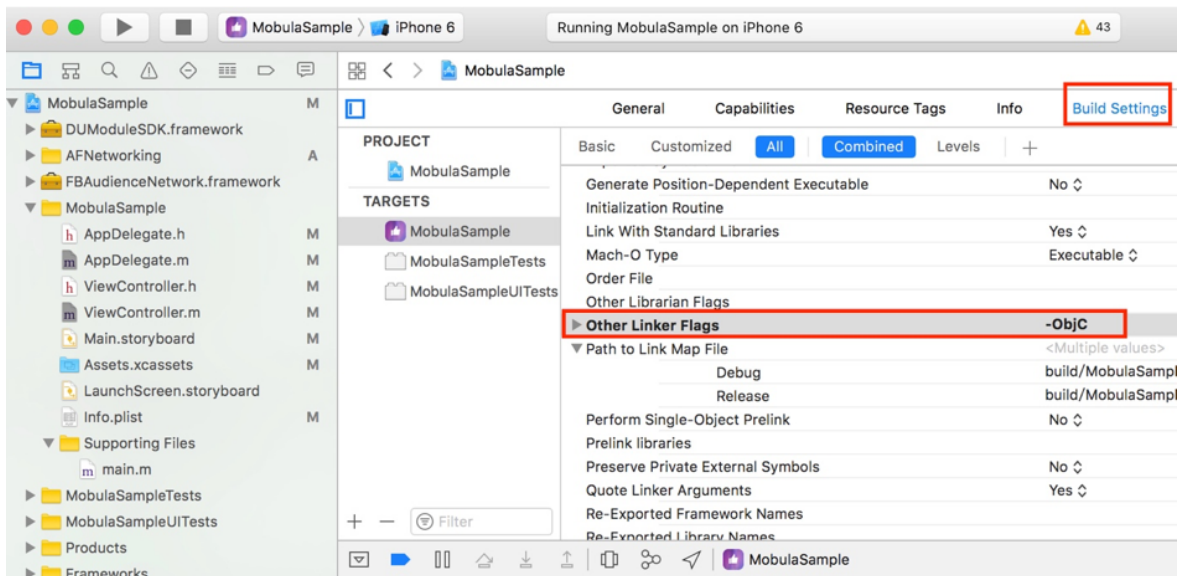 MobulaSample 〉 iPhone 6
Running MobulaSample on iPhone 6
43
MobulaSample
MobulaSample M
DUModuleSDK.framework
AFNetworking A
FBAudienceNetwork.framework
MobulaSample
h AppDelegate.h M
m AppDelegate.m M
h ViewController.h M
m ViewController.m M
Main.storyboard M
Assets.xcassets M
LaunchScreen.storyboard
Info.plist M
Supporting Files
m main.m
MobulaSampleTests
MobulaSampleUITests
Products
Frameworks
PROJECT
MobulaSample
TARGETS
MobulaSample
MobulaSampleTests
MobulaSampleUITests
+ − Filter
General Capabilities Resource Tags Info Build Settings
Basic Customized All Combined Levels +
Generate Position-Dependent Executable No
Initialization Routine
Link With Standard Libraries Yes
Mach-O Type Executable
Order File
Other Librarian Flags
Other Linker Flags -ObjC
Path to Link Map File <Multiple values>
Debug build/MobulaSampl
Release build/MobulaSampl
Perform Single-Object Prelink No
Prelink libraries
Preserve Private External Symbols No
Quote Linker Arguments Yes
Re-Exported Framework Names
Re-Exported Library Names
MobulaSample